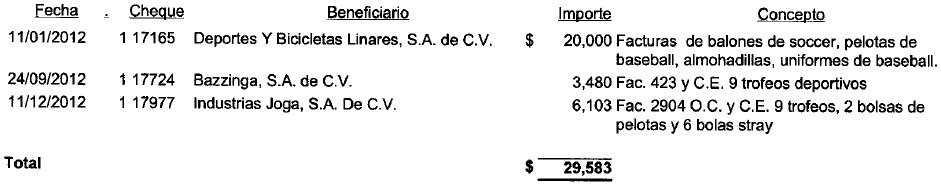 Fecha . Cheque Beneficiario Importe Concepto
11/01/2012 1 17165 Deportes Y Bicicletas Linares, S.A. de C.V. $ 20,000 Facturas de balones de soccer, pelotas de
baseball, almohadillas, uniformes de baseball.
24/09/2012 1 17724 Bazzinga, S.A. de C.V. 3,480 Fac. 423 y C.E. 9 trofeos deportivos
11/12/2012 1 17977 Industrias Joga, S.A. De C.V. 6,103 Fac. 2904 O.C. y C.E. 9 trofeos, 2 bolsas de
pelotas y 6 bolas stray
Total $ 29,583